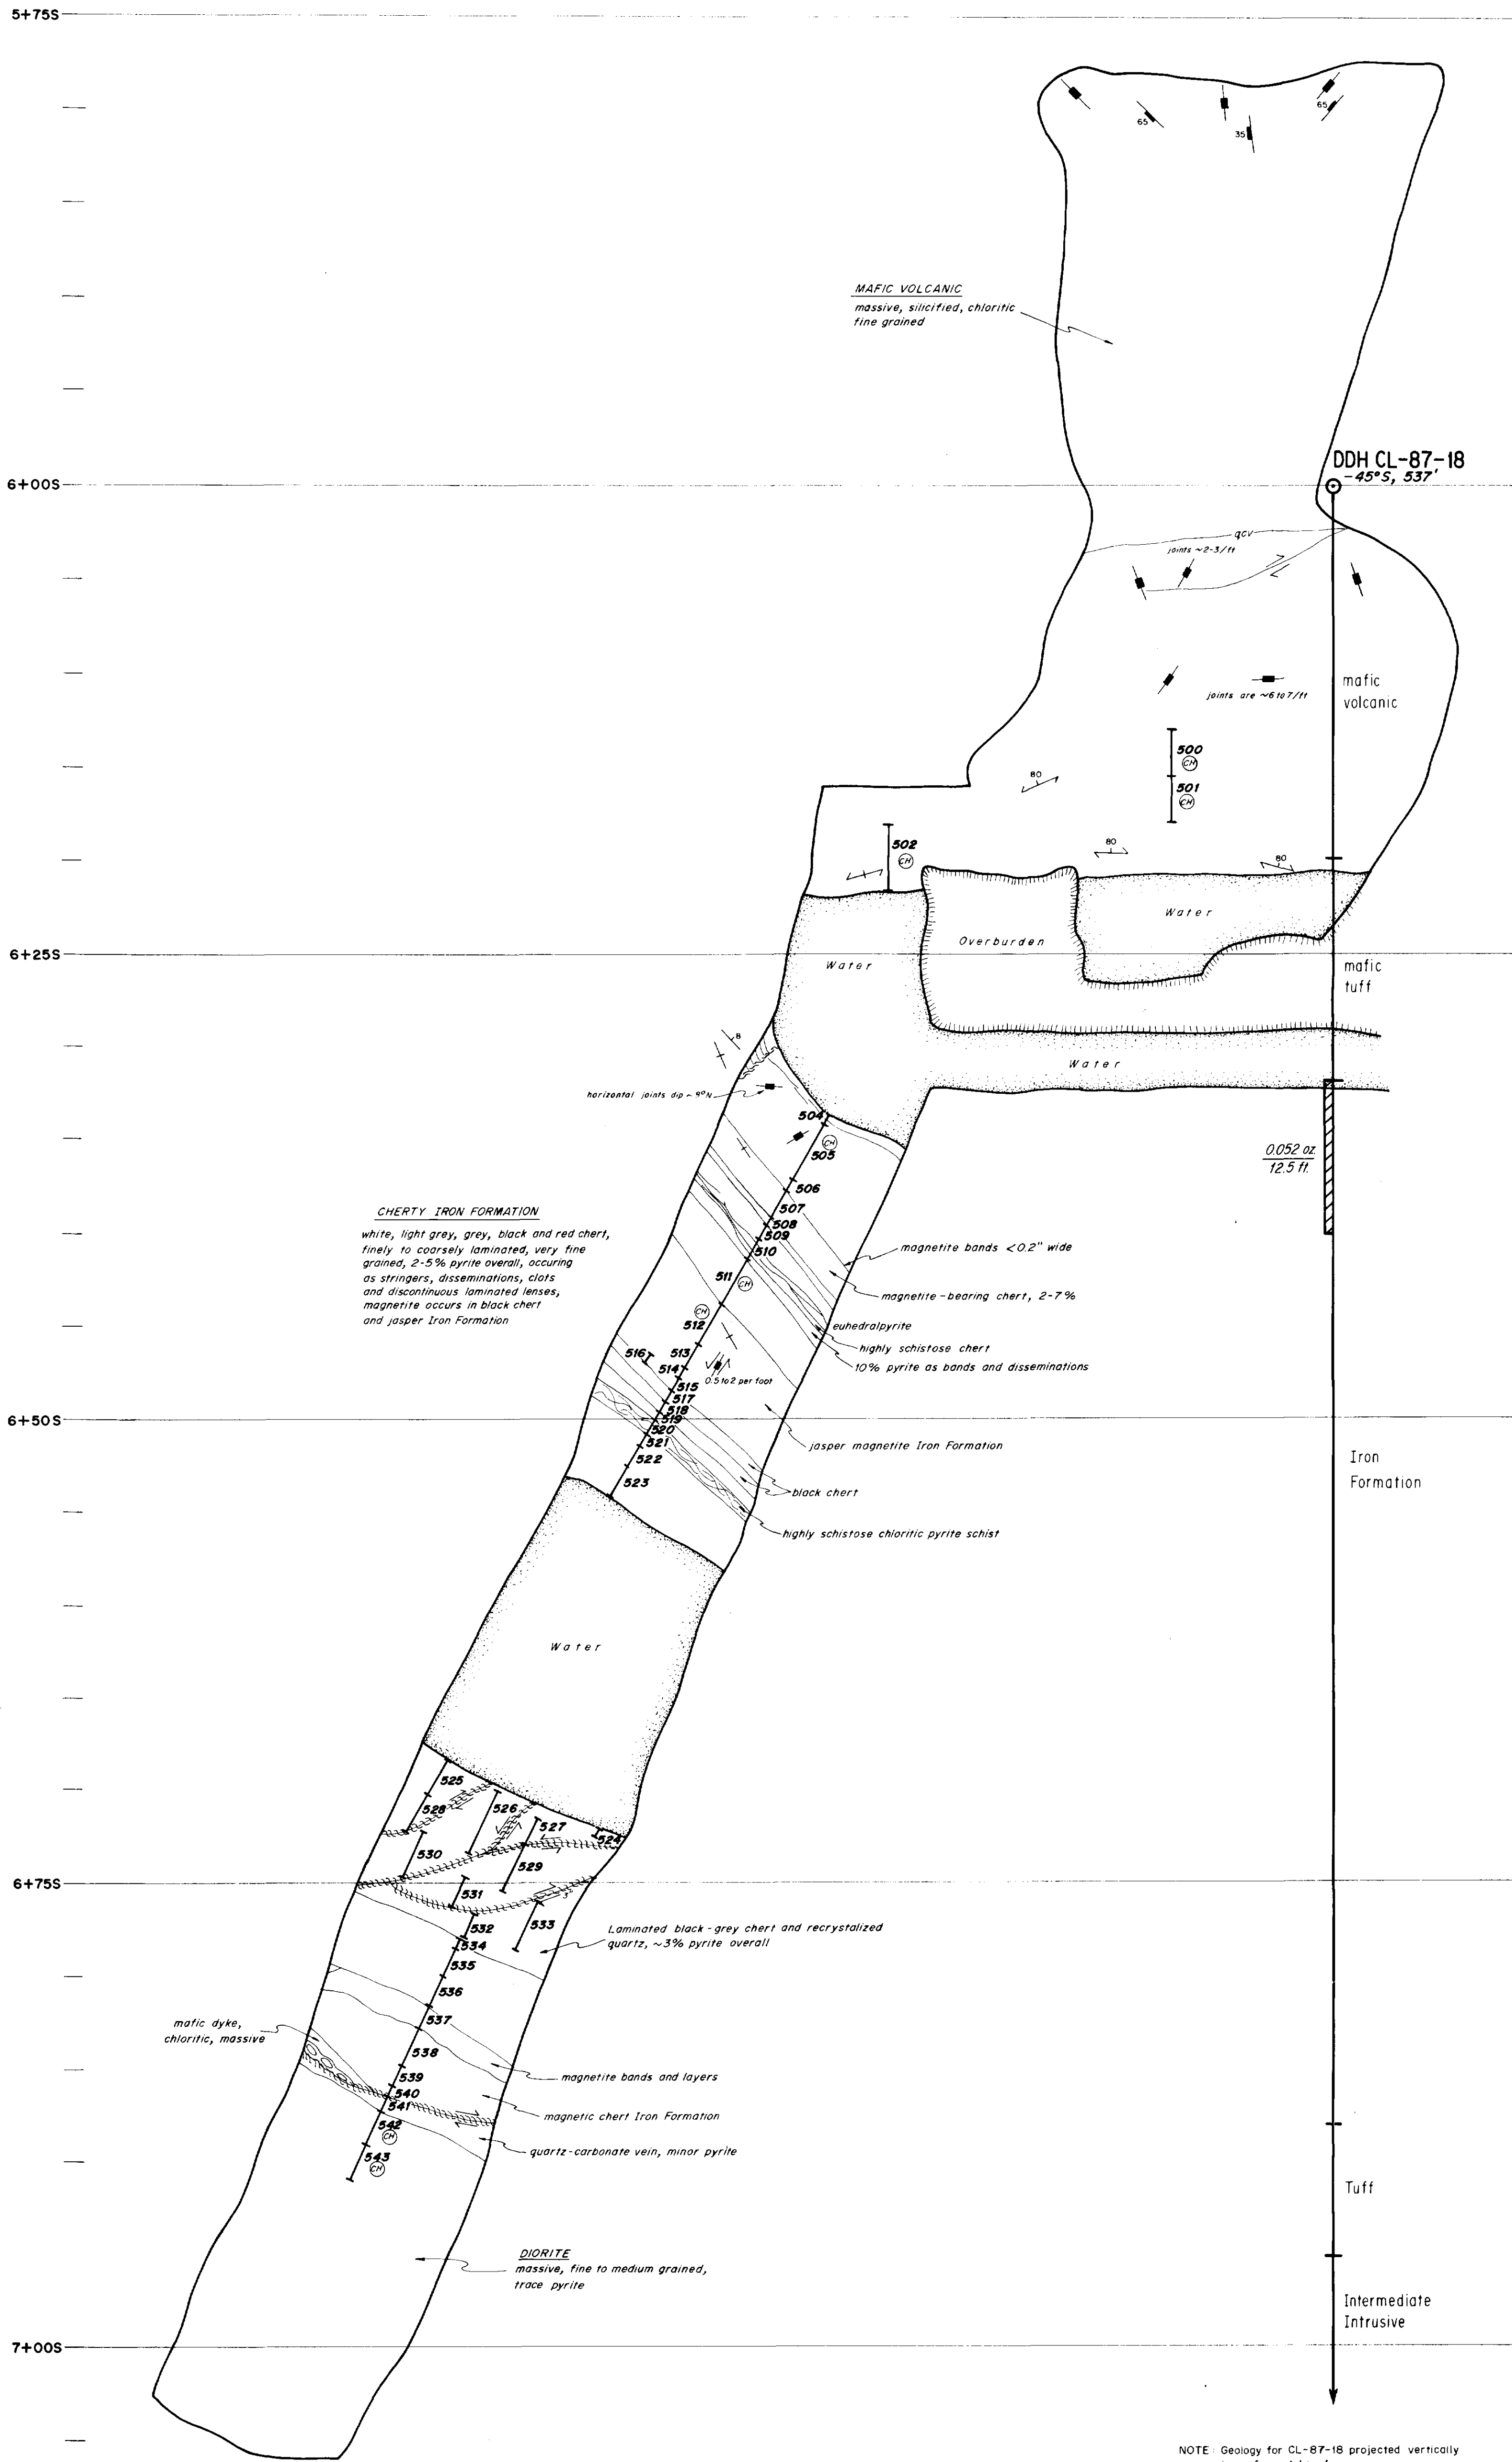 5+75S
65
35
65
MAFIC VOLCANIC
massive, silicified, chloritic
fine grained
DDH CL-87-18
-45°S, 537'
6+00S
qcv
joints ~2-3/ft
mafic
volcanic
joints are ~6 to 7/ft
500
CH
80
501
CH
502
CH
80
80
Water
Overburden
6+25S
Water
mafic
tuff
8
Water
horizontal joints dip ~ 9°N
504
CH
505
0.052 oz.
12.5 ft.
506
CHERTY IRON FORMATION
white, light grey, grey, black and red chert,
finely to coarsely laminated, very fine
grained, 2-5% pyrite overall, occuring
as stringers, disseminations, clots
and discontinuous laminated lenses,
magnetite occurs in black chert
and jasper Iron Formation
507
508
509
510
magnetite bands <0.2" wide
511
CH
magnetite-bearing chert, 2-7%
CH
512
euhedralpyrite
highly schistose chert
10% pyrite as bands and disseminations
513
516
514
0.5 to 2 per foot
515
517
518
519
6+50S
520
521
jasper magnetite Iron Formation
522
Iron
Formation
523
black chert
highly schistose chloritic pyrite schist
Water
525
528
526
527
524
530
529
6+75S
531
532
533
Laminated black-grey chert and recrystalized
quartz, ~3% pyrite overall
534
535
536
537
mafic dyke,
chloritic, massive
538
539
magnetite bands and layers
540
541
magnetic chert Iron Formation
542
CH
quartz-carbonate vein, minor pyrite
543
CH
Tuff
DIORITE
massive, fine to medium grained,
trace pyrite
Intermediate
Intrusive
7+00S
NOTE: Geology for CL-87-18 projected vertically